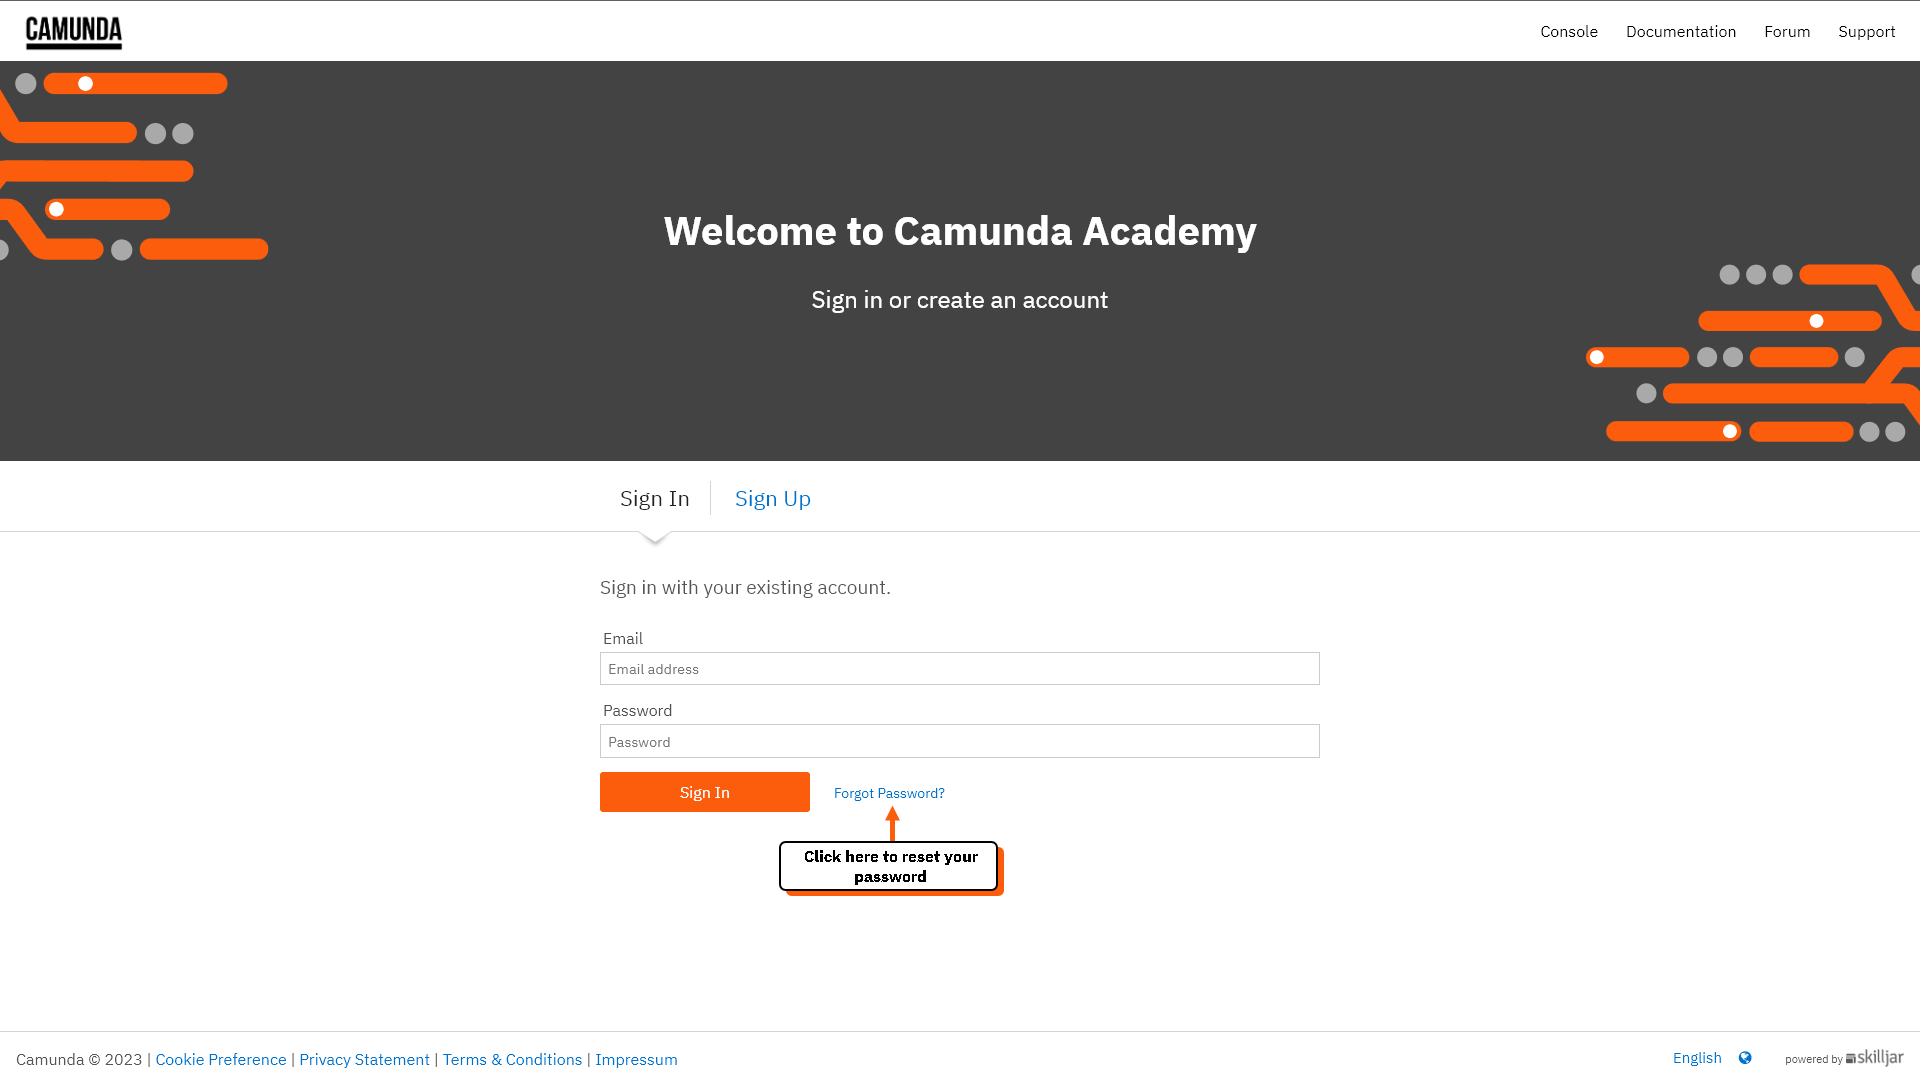 CAMUNDA
Console Documentation Forum Support
Welcome to Camunda Academy
Sign in or create an account
Sign In Sign Up
Sign in with your existing account.
Email
Email address
Password
Password
Sign In Forgot Password?
Click here to reset your
password
Camunda © 2023 | Cookie Preference | Privacy Statement | Terms & Conditions | Impressum
English powered by skilljar